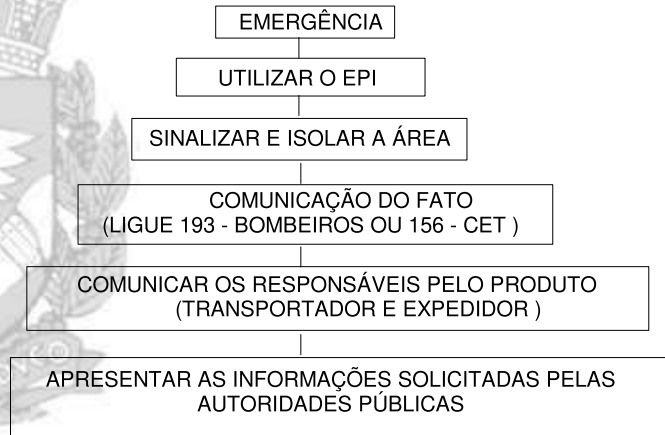 EMERGÊNCIA
UTILIZAR O EPI
SINALIZAR E ISOLAR A ÁREA
COMUNICAÇÃO DO FATO
(LIGUE 193 - BOMBEIROS OU 156 - CET )
COMUNICAR OS RESPONSÁVEIS PELO PRODUTO
(TRANSPORTADOR E EXPEDIDOR )
APRESENTAR AS INFORMAÇÕES SOLICITADAS PELAS
AUTORIDADES PÚBLICAS